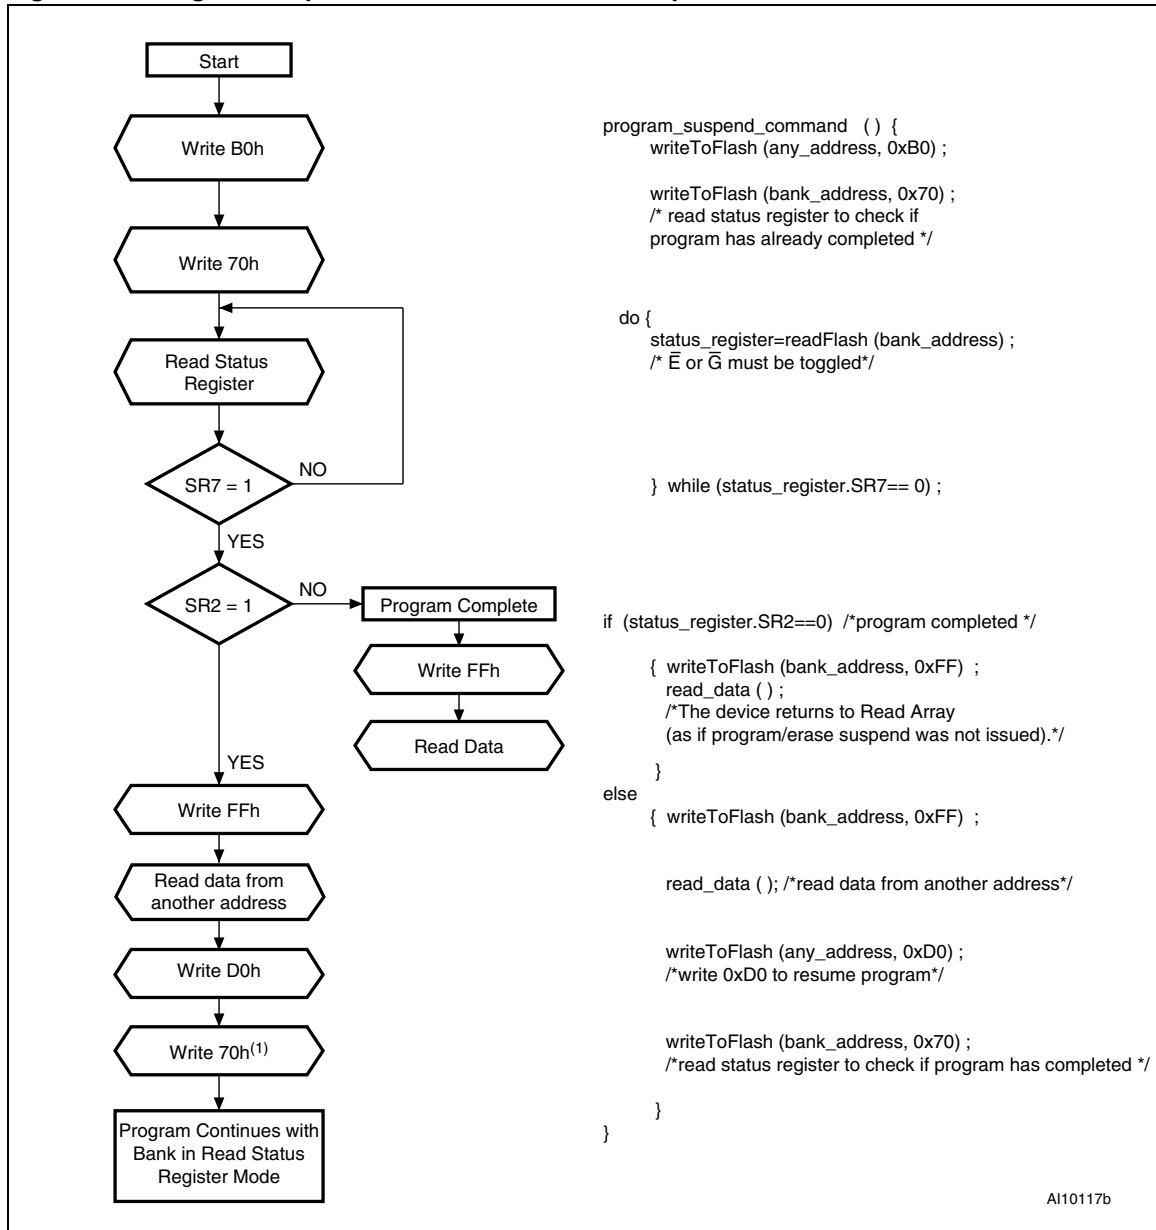 Start
Write B0h
Write 70h
Read Status
Register
SR7 = 1
NO
YES
SR2 = 1
NO
Program Complete
Write FFh
Read Data
YES
Write FFh
Read data from
another address
Write D0h
Write 70h(1)
Program Continues with
Bank in Read Status
Register Mode
program_suspend_command ( ) {
writeToFlash (any_address, 0xB0) ;
writeToFlash (bank_address, 0x70) ;
/* read status register to check if
program has already completed */
do {
status_register=readFlash (bank_address) ;
/* E̅ or G̅ must be toggled*/
} while (status_register.SR7== 0) ;
if (status_register.SR2==0) /*program completed */
{ writeToFlash (bank_address, 0xFF) ;
read_data ( ) ;
/*The device returns to Read Array
(as if program/erase suspend was not issued).*/
}
else
{ writeToFlash (bank_address, 0xFF) ;
read_data ( ); /*read data from another address*/
writeToFlash (any_address, 0xD0) ;
/*write 0xD0 to resume program*/
writeToFlash (bank_address, 0x70) ;
/*read status register to check if program has completed */
}
}
AI10117b